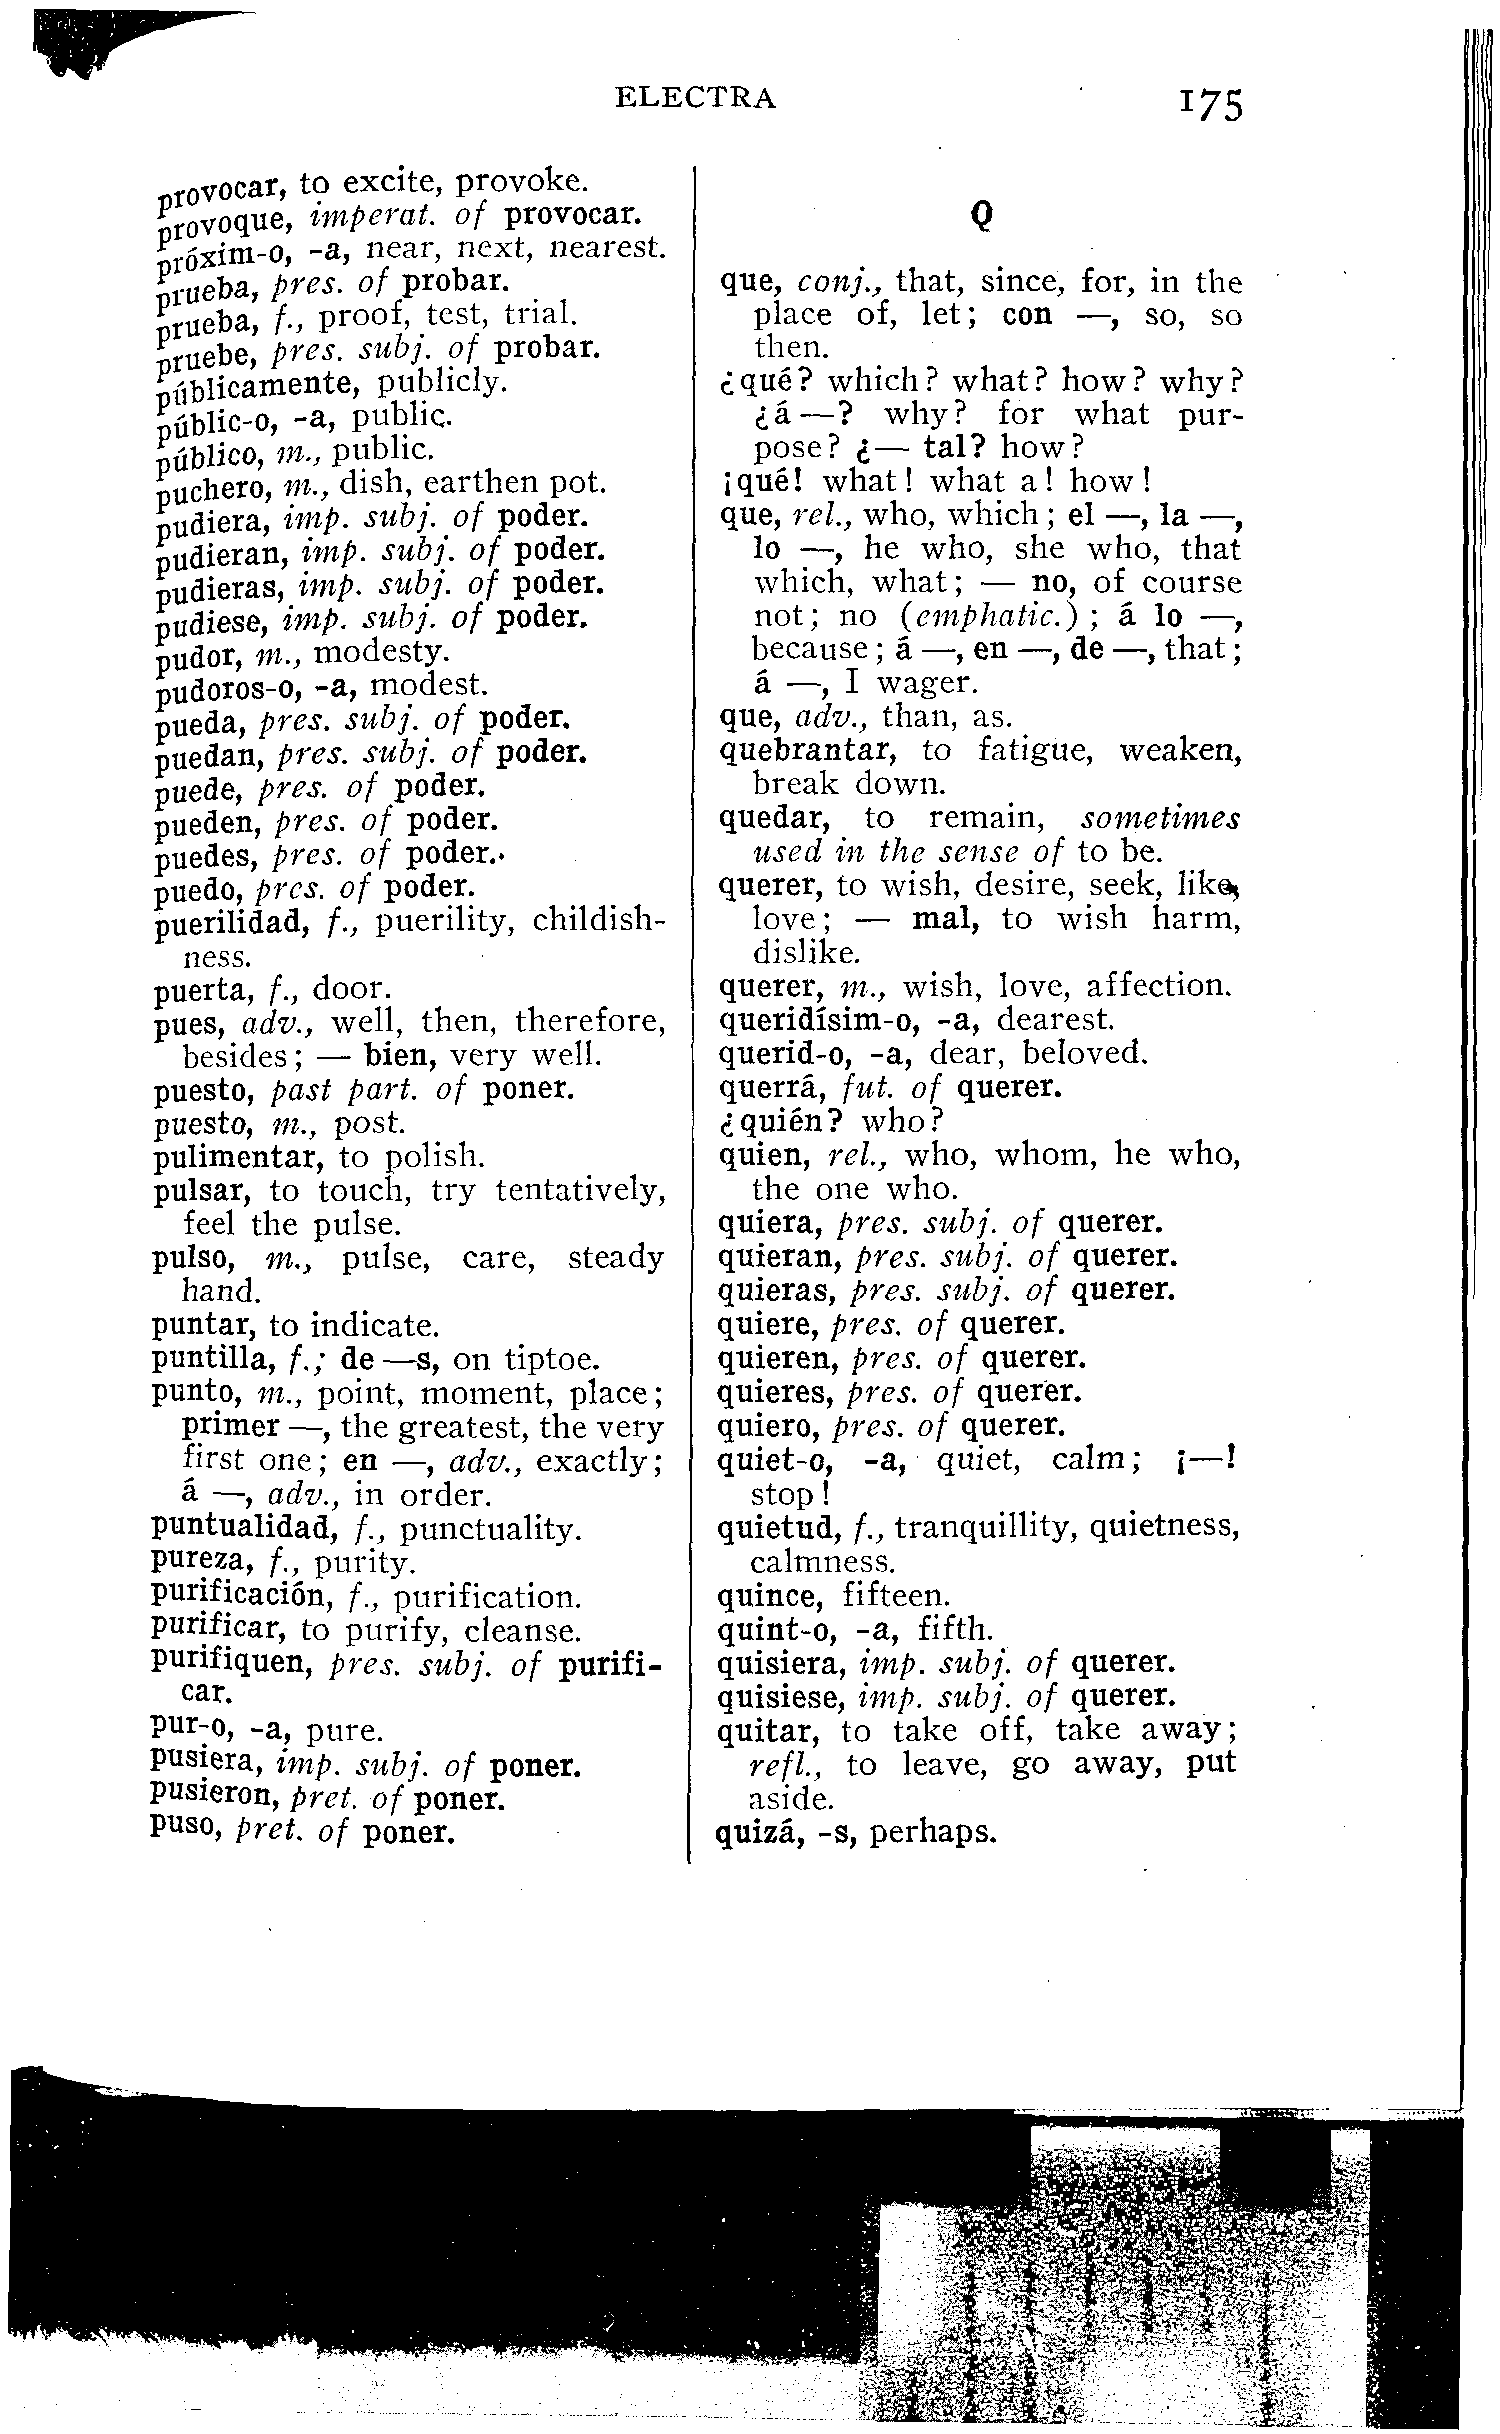 ELECTRA
175
provocar, to excite, provoke.
provoque, imperat. of provocar.
próxim-o, -a, near, next, nearest.
prueba, pres. of probar.
prueba, f., proof, test, trial.
pruebe, pres. subj. of probar.
públicamente, publicly.
públic-o, -a, public.
público, m., public.
puchero, m., dish, earthen pot.
pudiera, imp. subj. of poder.
pudieran, imp. subj. of poder.
pudieras, imp. subj. of poder.
pudiese, imp. subj. of poder.
pudor, m., modesty.
pudoros-o, -a, modest.
pueda, pres. subj. of poder.
puedan, pres. subj. of poder.
puede, pres. of poder.
pueden, pres. of poder.
puedes, pres. of poder.
puedo, pres. of poder.
puerilidad, f., puerility, childish-
ness.
puerta, f., door.
pues, adv., well, then, therefore,
besides; — bien, very well.
puesto, past part. of poner.
puesto, m., post.
pulimentar, to polish.
pulsar, to touch, try tentatively,
feel the pulse.
pulso, m., pulse, care, steady
hand.
puntar, to indicate.
puntilla, f.; de —s, on tiptoe.
punto, m., point, moment, place;
primer —, the greatest, the very
first one; en —, adv., exactly;
á —, adv., in order.
puntualidad, f., punctuality.
pureza, f., purity.
purificación, f., purification.
purificar, to purify, cleanse.
purifiquen, pres. subj. of purifi-
car.
pur-o, -a, pure.
pusiera, imp. subj. of poner.
pusieron, pret. of poner.
puso, pret. of poner.
Q
que, conj., that, since, for, in the
place of, let; con —, so, so
then.
¿qué? which? what? how? why?
¿á —? why? for what pur-
pose? ¿— tal? how?
¡qué! what! what a! how!
que, rel., who, which; el —, la —,
lo —, he who, she who, that
which, what; — no, of course
not; no (emphatic.); á lo —,
because; á —, en —, de —, that;
á —, I wager.
que, adv., than, as.
quebrantar, to fatigue, weaken,
break down.
quedar, to remain, sometimes
used in the sense of to be.
querer, to wish, desire, seek, like,
love; — mal, to wish harm,
dislike.
querer, m., wish, love, affection.
queridísim-o, -a, dearest.
querid-o, -a, dear, beloved.
querrá, fut. of querer.
¿quién? who?
quien, rel., who, whom, he who,
the one who.
quiera, pres. subj. of querer.
quieran, pres. subj. of querer.
quieras, pres. subj. of querer.
quiere, pres. of querer.
quieren, pres. of querer.
quieres, pres. of querer.
quiero, pres. of querer.
quiet-o, -a, quiet, calm; ¡—!
stop!
quietud, f., tranquillity, quietness,
calmness.
quince, fifteen.
quint-o, -a, fifth.
quisiera, imp. subj. of querer.
quisiese, imp. subj. of querer.
quitar, to take off, take away;
refl., to leave, go away, put
aside.
quizá, -s, perhaps.